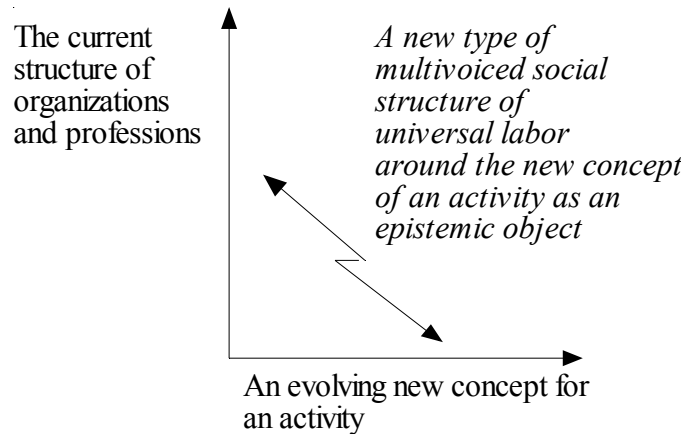 The current
structure of
organizations
and professions
A new type of
multivoiced social
structure of
universal labor
around the new concept
of an activity as an
epistemic object
An evolving new concept for
an activity